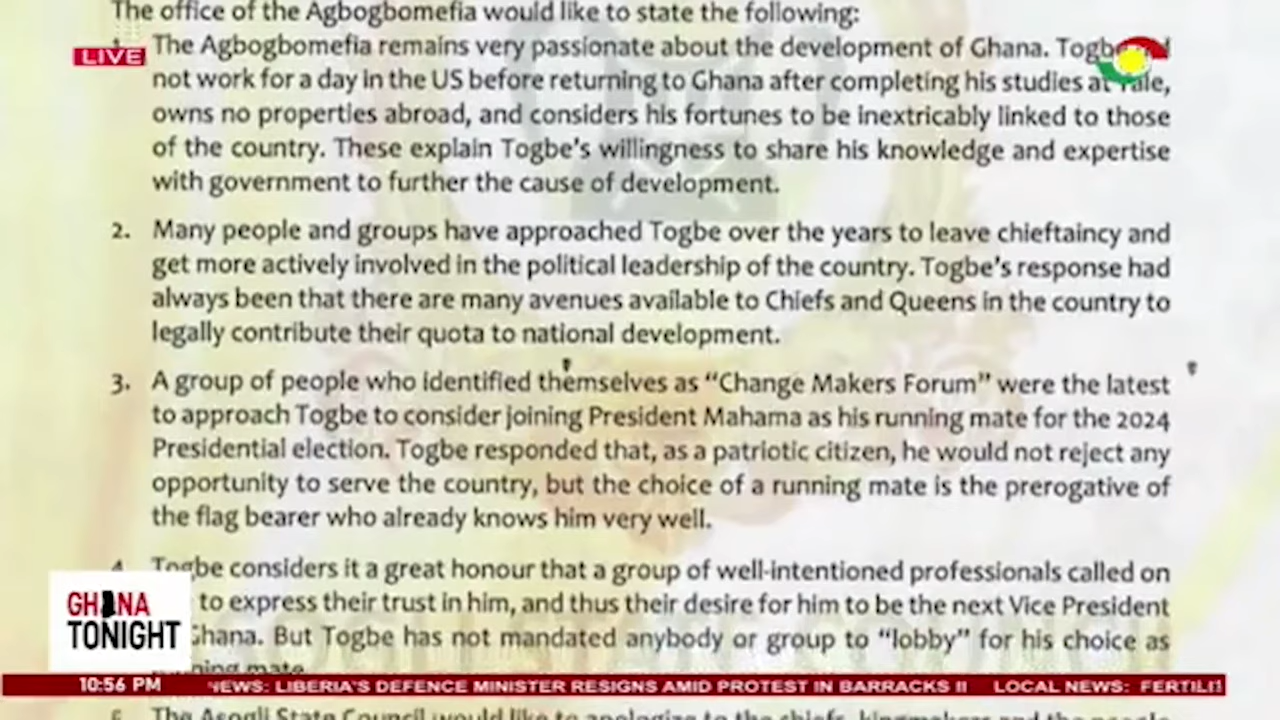 The office of the Agbogbomefia would like to state the following:
LIVE
The Agbogbomefia remains very passionate about the development of Ghana.
not work for a day in the US before returning to Ghana after completing his studies at Yale,
owns no properties abroad, and considers his fortunes to be inextricably linked to those
of the country. These explain Togbe's willingness to share his knowledge and expertise
with government to further the cause of development.
2. Many people and groups have approached Togbe over the years to leave chieftaincy and
get more actively involved in the political leadership of the country. Togbe's response had
always been that there are many avenues available to Chiefs and Queens in the country to
legally contribute their quota to national development.
3. A group of people who identified themselves as “Change Makers Forum” were the latest
to approach Togbe to consider joining President Mahama as his running mate for the 2024
Presidential election. Togbe responded that, as a patriotic citizen, he would not reject any
opportunity to serve the country, but the choice of a running mate is the prerogative of
the flag bearer who already knows him very well.
4. Togbe considers it a great honour that a group of well-intentioned professionals called on
to express their trust in him, and thus their desire for him to be the next Vice President
Ghana. But Togbe has not mandated anybody or group to “lobby” for his choice as
mate
GHANA
TONIGHT
10:56 PM NEWS: LIBERIA'S DEFENCE MINISTER RESIGNS AMID PROTEST IN BARRACKS II LOCAL NEWS:
The Asogli State Council would like to apologize to the chiefs, kingmakers and the people